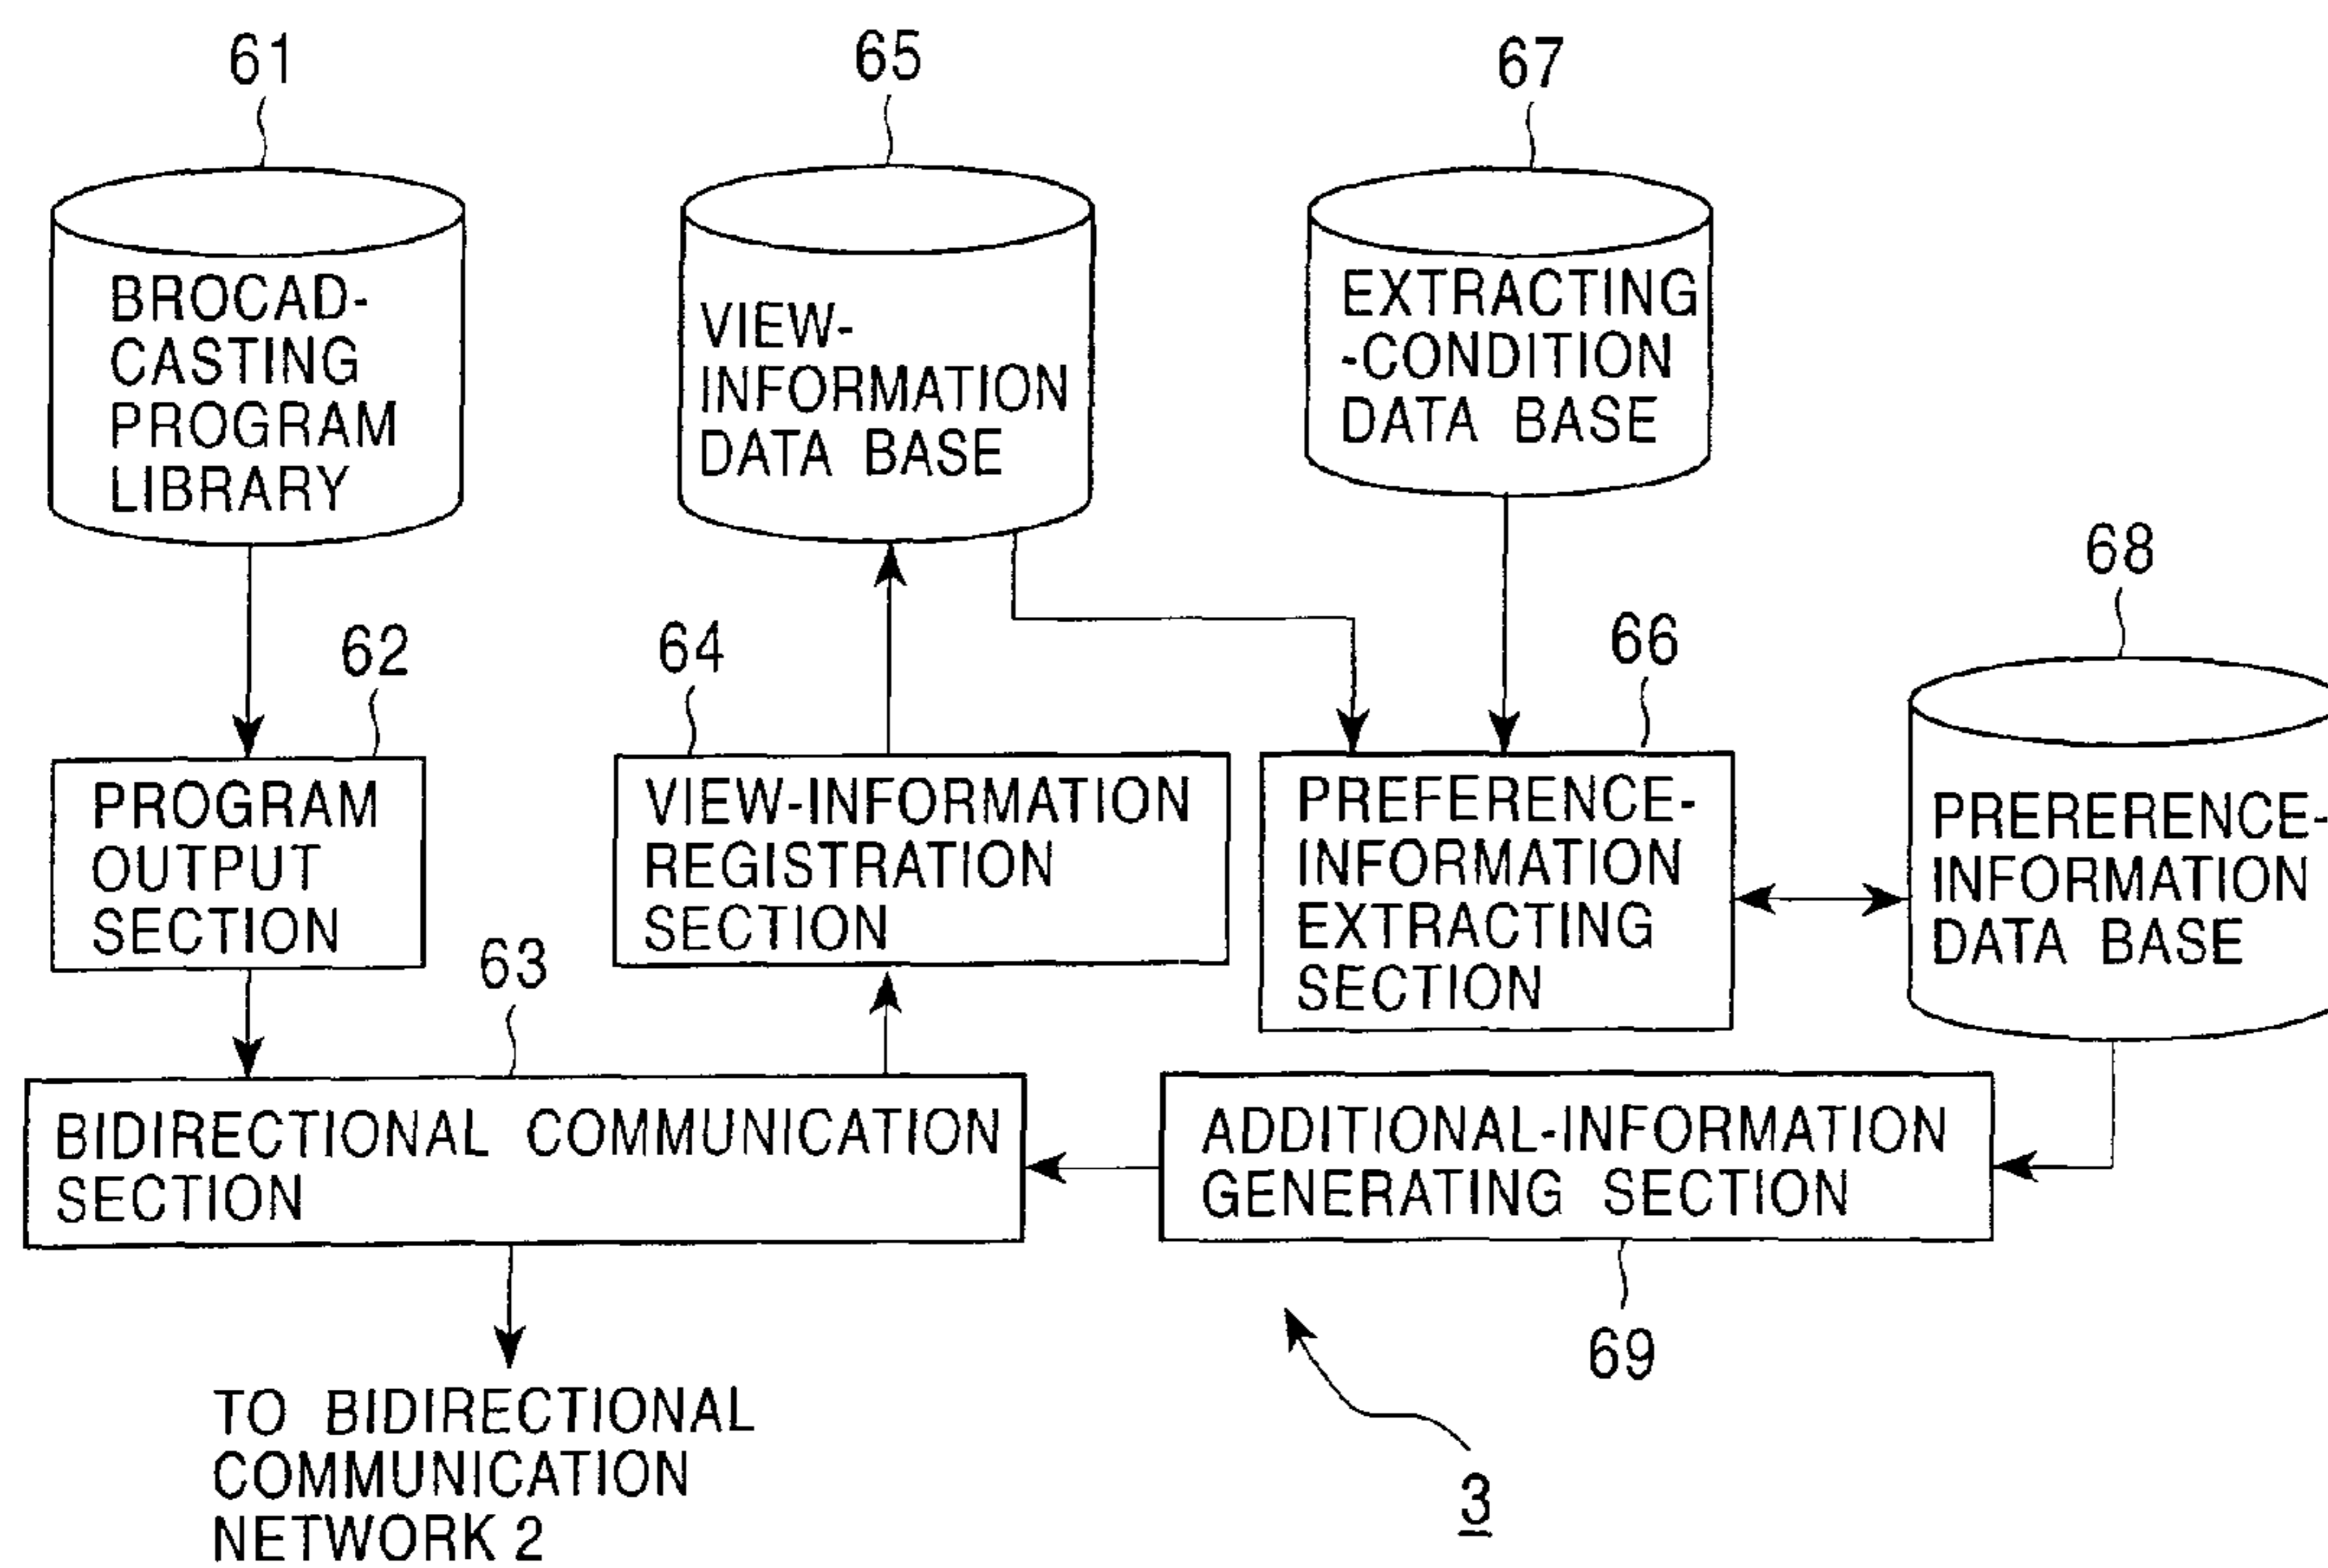 61
65
67
BROCAD-
CASTING
PROGRAM
LIBRARY
VIEW-
INFORMATION
DATA BASE
EXTRACTING
-CONDITION
DATA BASE
68
62
64
66
PROGRAM
OUTPUT
SECTION
VIEW-INFORMATION
REGISTRATION
SECTION
PREFERENCE-
INFORMATION
EXTRACTING
SECTION
PRERERENCE-
INFORMATION
DATA BASE
63
BIDIRECTIONAL COMMUNICATION
SECTION
ADDITIONAL-INFORMATION
GENERATING SECTION
69
TO BIDIRECTIONAL
COMMUNICATION
NETWORK 2
3